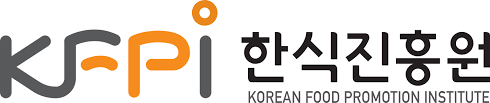 KFPi 한식진흥원
KOREAN FOOD PROMOTION INSTITUTE